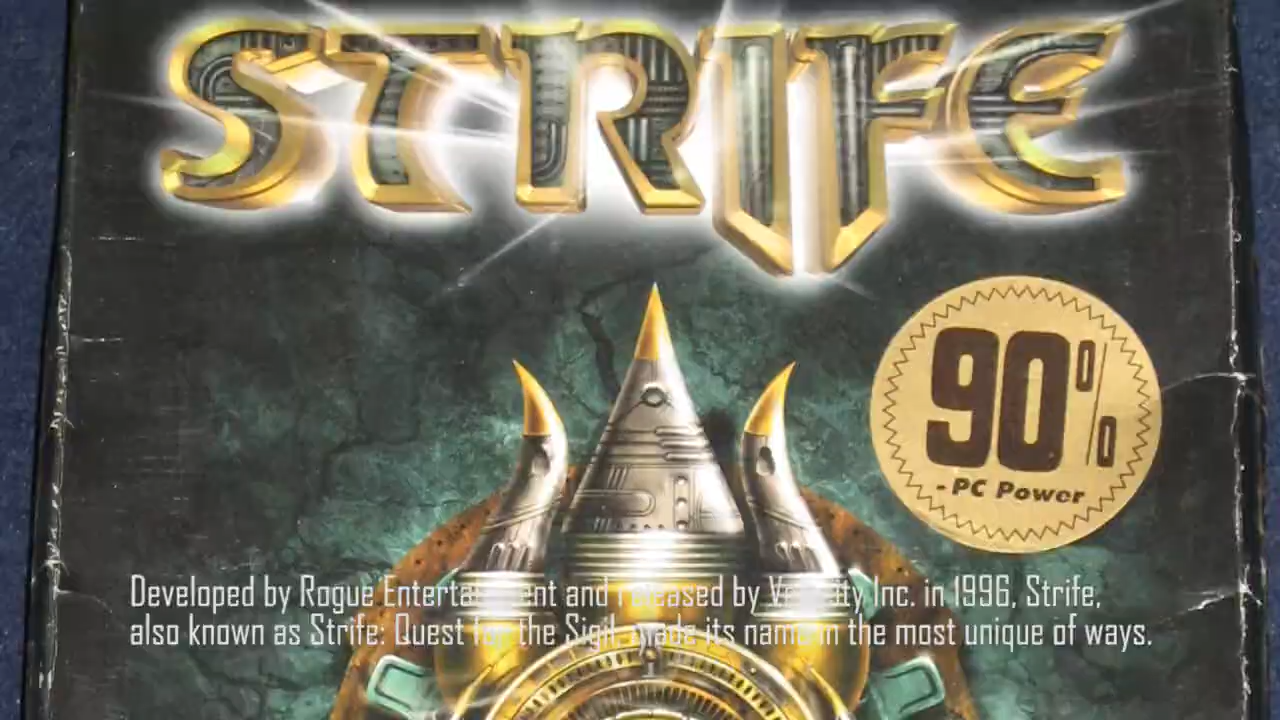 STRIFE
90%
- PC Power
Developed by Rogue Entertainment and released by Velocity Inc. in 1996, Strife,
also known as Strife: Quest for the Sigil, made its name in the most unique of ways.